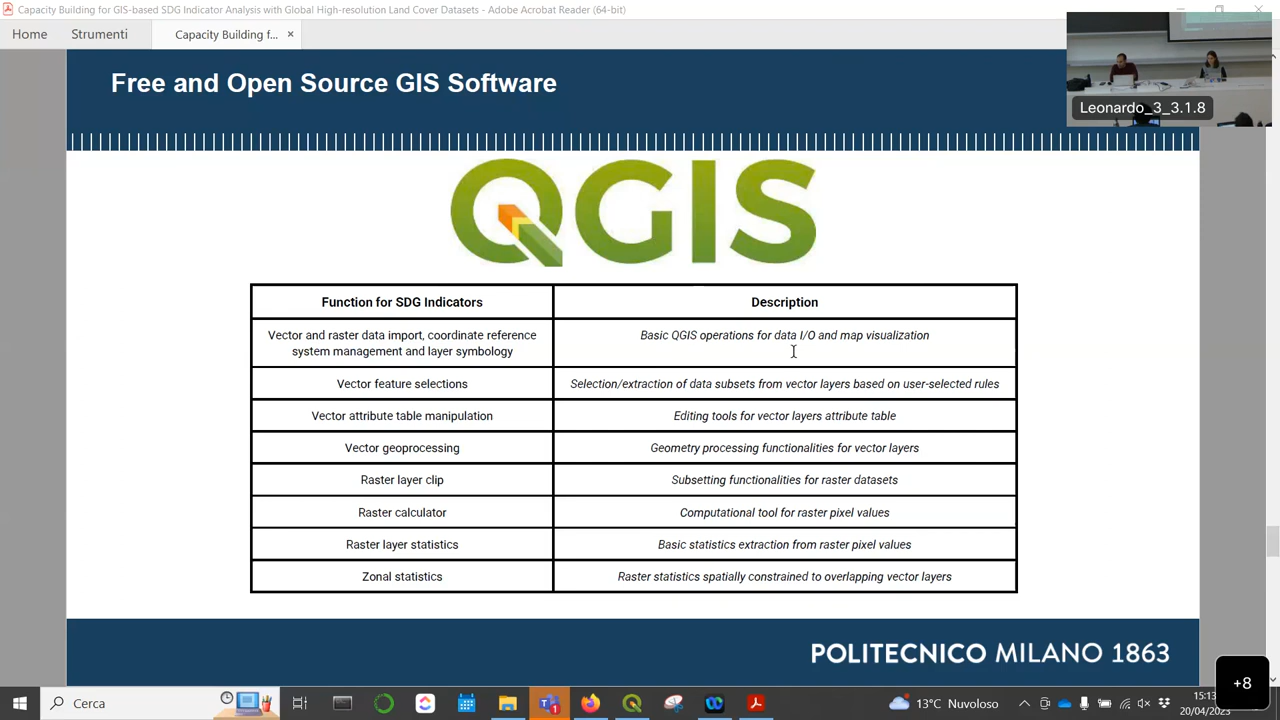 Capacity Building for GIS-based SDG Indicator Analysis with Global High-resolution Land Cover Datasets - Adobe Acrobat Reader (64-bit)
Home
Strumenti
Capacity Building f...
Leonardo_3_3.1.8
Free and Open Source GIS Software
QGIS
Function for SDG Indicators
Description
Vector and raster data import, coordinate reference
system management and layer symbology
Basic QGIS operations for data I/O and map visualization
Vector feature selections
Selection/extraction of data subsets from vector layers based on user-selected rules
Vector attribute table manipulation
Editing tools for vector layers attribute table
Vector geoprocessing
Geometry processing functionalities for vector layers
Raster layer clip
Subsetting functionalities for raster datasets
Raster calculator
Computational tool for raster pixel values
Raster layer statistics
Basic statistics extraction from raster pixel values
Zonal statistics
Raster statistics spatially constrained to overlapping vector layers
POLITECNICO MILANO 1863
+8
Cerca
13°C Nuvoloso
15:13
20/04/2023